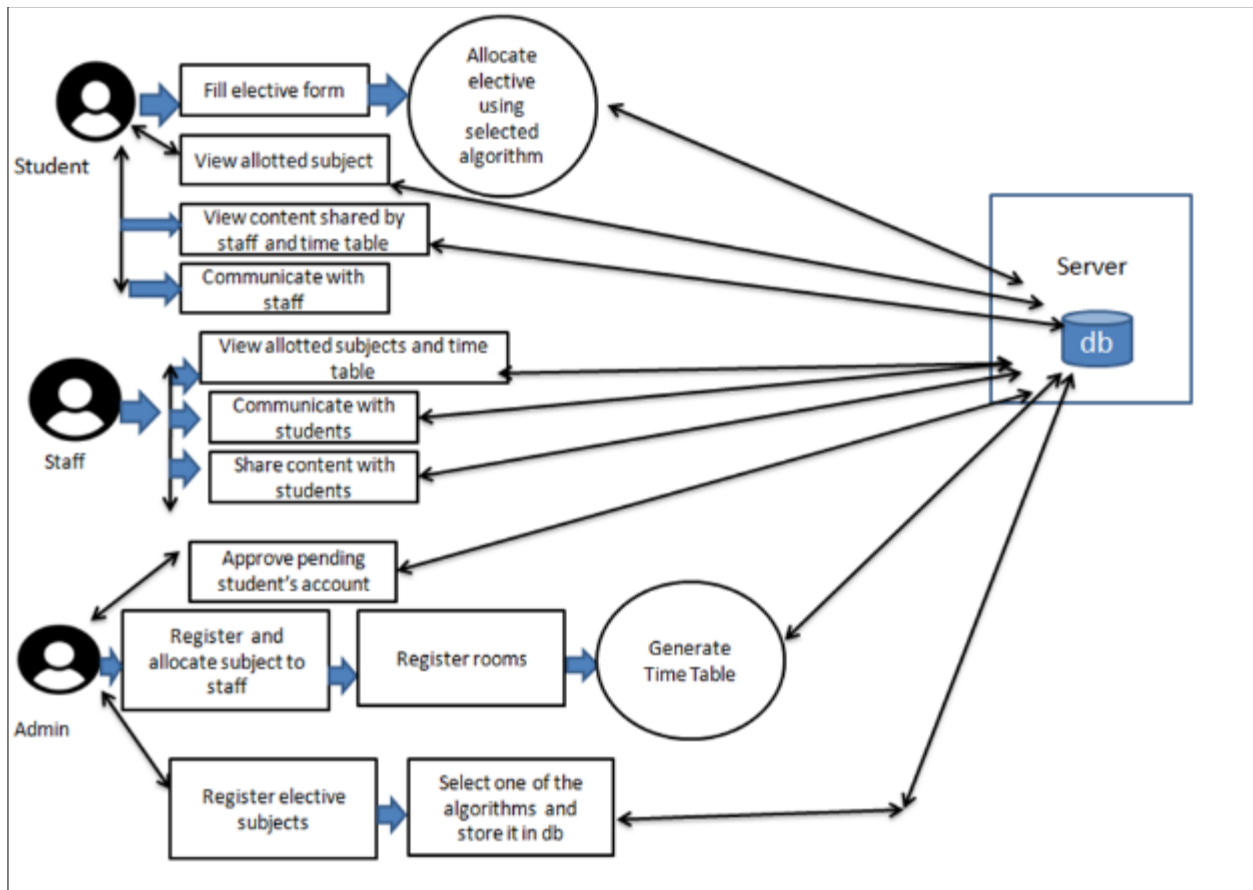 Student
Fill elective form
Allocate
elective
using
selected
algorithm
View allotted subject
View content shared by
staff and time table
Communicate with
staff
Server
db
Staff
View allotted subjects and time
table
Communicate with
students
Share content with
students
Admin
Approve pending
student's account
Register and
allocate subject to
staff
Register rooms
Generate
Time Table
Register elective
subjects
Select one of the
algorithms and
store it in db